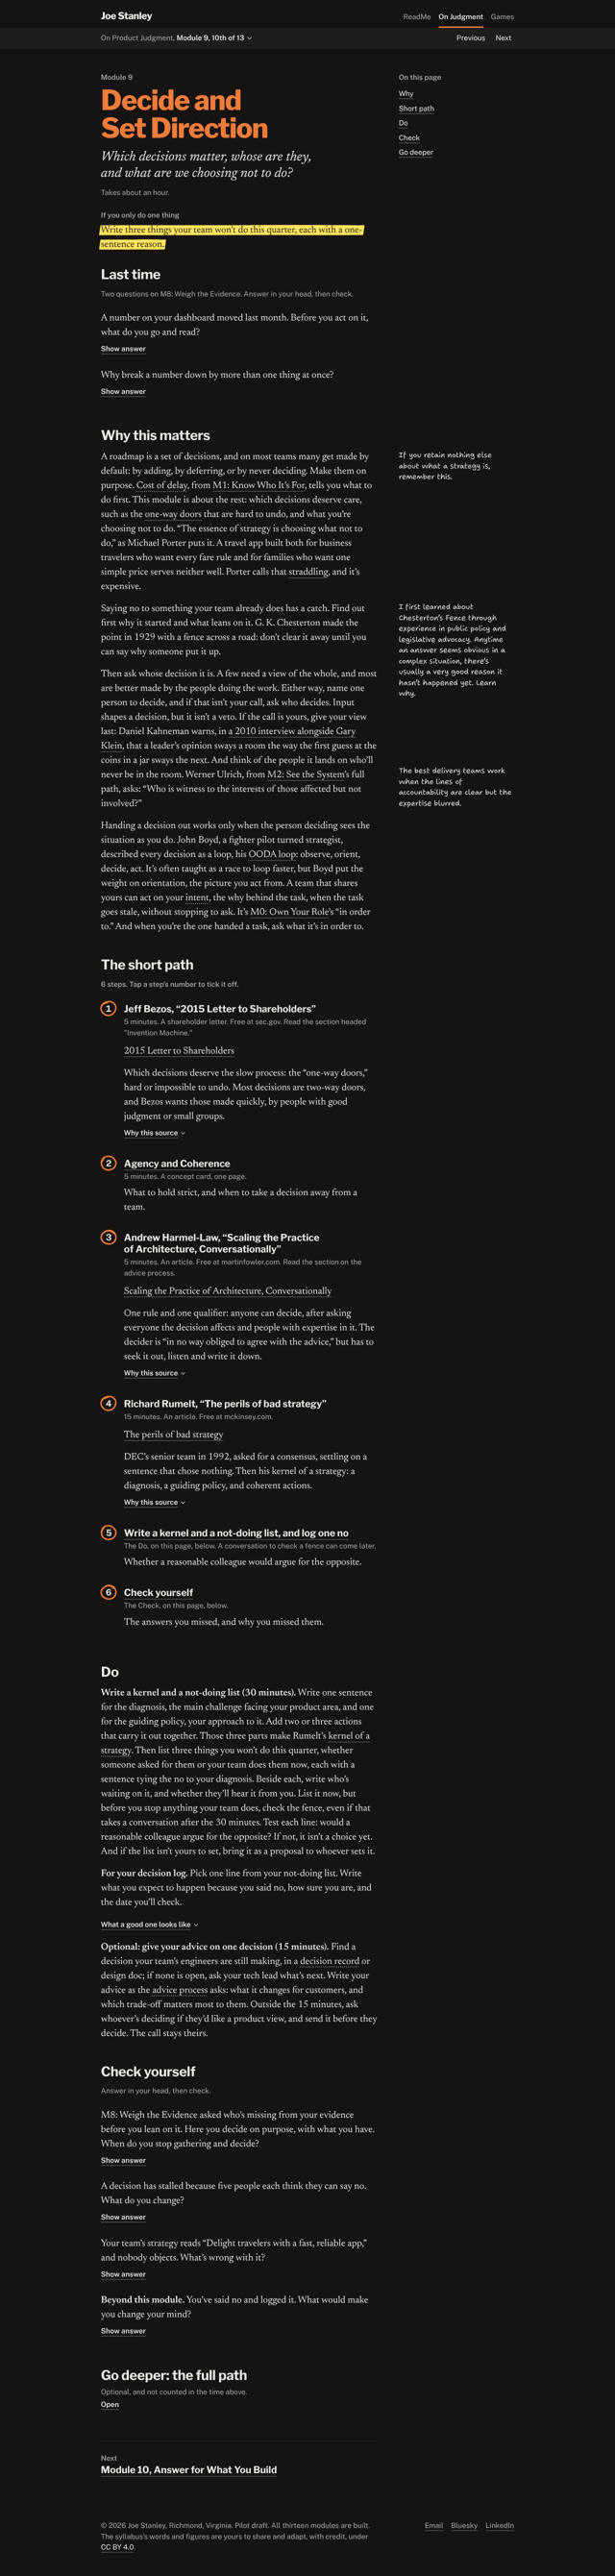 Joe Stanley
ReadMe On Judgment Games
On Product Judgment, Module 9, 10th of 13
Previous Next
Module 9
Decide and
Set Direction
Which decisions matter, whose are they,
and what are we choosing not to do?
Takes about an hour.
If you only do one thing
Write three things your team won't do this quarter, each with a one-
sentence reason.
On this page
Why
Short path
Do
Check
Go deeper
Last time
Two questions on M8: Weigh the Evidence. Answer in your head, then check.
A number on your dashboard moved last month. Before you act on it,
what do you go and read?
Show answer
Why break a number down by more than one thing at once?
Show answer
Why this matters
A roadmap is a set of decisions, and on most teams many get made by
default: by adding, by deferring, or by never deciding. Make them on
purpose. Cost of delay, from M1: Know Who It's For, tells you what to
do first. This module is about the rest: which decisions deserve care,
such as the one-way doors that are hard to undo, and what you're
choosing not to do. “The essence of strategy is choosing what not to
do,” as Michael Porter puts it. A travel app built both for business
travelers who want every fare rule and for families who want one
simple price serves neither well. Porter calls that straddling, and it's
expensive.
If you retain nothing else
about what a strategy is,
remember this.
Saying no to something your team already does has a catch. Find out
first why it started and what leans on it. G. K. Chesterton made the
point in 1929 with a fence across a road: don't clear it away until you
can say why someone put it up.
I first learned about
Chesterton's Fence through
experience in public policy and
legislative advocacy. Anytime
an answer seems obvious in a
complex situation, there's
usually a very good reason it
hasn't happened yet. Learn
why.
Then ask whose decision it is. A few need a view of the whole, and most
are better made by the people doing the work. Either way, name one
person to decide, and if that isn't your call, ask who decides. Input
shapes a decision, but it isn't a veto. If the call is yours, give your view
last: Daniel Kahneman warns, in a 2010 interview alongside Gary
Klein, that a leader's opinion sways a room the way the first guess at the
coins in a jar sways the next. And think of the people it lands on who'll
never be in the room. Werner Ulrich, from M2: See the System's full
path, asks: “Who is witness to the interests of those affected but not
involved?”
The best delivery teams work
when the lines of
accountability are clear but the
expertise blurred.
Handing a decision out works only when the person deciding sees the
situation as you do. John Boyd, a fighter pilot turned strategist,
described every decision as a loop, his OODA loop: observe, orient,
decide, act. It's often taught as a race to loop faster, but Boyd put the
weight on orientation, the picture you act from. A team that shares
yours can act on your intent, the why behind the task, when the task
goes stale, without stopping to ask. It's M0: Own Your Role's “in order
to.” And when you're the one handed a task, ask what it's in order to.
The short path
6 steps. Tap a step's number to tick it off.
1 Jeff Bezos, “2015 Letter to Shareholders”
5 minutes. A shareholder letter. Free at sec.gov. Read the section headed
"Invention Machine."
2015 Letter to Shareholders
Which decisions deserve the slow process: the “one-way doors,”
hard or impossible to undo. Most decisions are two-way doors,
and Bezos wants those made quickly, by people with good
judgment or small groups.
Why this source
2 Agency and Coherence
5 minutes. A concept card, one page.
What to hold strict, and when to take a decision away from a
team.
3 Andrew Harmel-Law, “Scaling the Practice
of Architecture, Conversationally”
5 minutes. An article. Free at martinfowler.com. Read the section on the
advice process.
Scaling the Practice of Architecture, Conversationally
One rule and one qualifier: anyone can decide, after asking
everyone the decision affects and people with expertise in it. The
decider is “in no way obliged to agree with the advice,” but has to
seek it out, listen and write it down.
Why this source
4 Richard Rumelt, “The perils of bad strategy”
15 minutes. An article. Free at mckinsey.com.
The perils of bad strategy
DEC's senior team in 1992, asked for a consensus, settling on a
sentence that chose nothing. Then his kernel of a strategy: a
diagnosis, a guiding policy, and coherent actions.
Why this source
5 Write a kernel and a not-doing list, and log one no
The Do, on this page, below. A conversation to check a fence can come later.
Whether a reasonable colleague would argue for the opposite.
6 Check yourself
The Check, on this page, below.
The answers you missed, and why you missed them.
Do
Write a kernel and a not-doing list (30 minutes). Write one sentence
for the diagnosis, the main challenge facing your product area, and one
for the guiding policy, your approach to it. Add two or three actions
that carry it out together. Those three parts make Rumelt's kernel of a
strategy. Then list three things you won't do this quarter, whether
someone asked for them or your team does them now, each with a
sentence tying the no to your diagnosis. Beside each, write who's
waiting on it, and whether they'll hear it from you. List it now, but
before you stop anything your team does, check the fence, even if that
takes a conversation after the 30 minutes. Test each line: would a
reasonable colleague argue for the opposite? If not, it isn't a choice yet.
And if the list isn't yours to set, bring it as a proposal to whoever sets it.
For your decision log. Pick one line from your not-doing list. Write
what you expect to happen because you said no, how sure you are, and
the date you'll check.
What a good one looks like
Optional: give your advice on one decision (15 minutes). Find a
decision your team's engineers are still making, in a decision record or
design doc; if none is open, ask your tech lead what's next. Write your
advice as the advice process asks: what it changes for customers, and
which trade-off matters most to them. Outside the 15 minutes, ask
whoever's deciding if they'd like a product view, and send it before they
decide. The call stays theirs.
Check yourself
Answer in your head, then check.
M8: Weigh the Evidence asked who's missing from your evidence
before you lean on it. Here you decide on purpose, with what you have.
When do you stop gathering and decide?
Show answer
A decision has stalled because five people each think they can say no.
What do you change?
Show answer
Your team's strategy reads “Delight travelers with a fast, reliable app,”
and nobody objects. What's wrong with it?
Show answer
Beyond this module. You've said no and logged it. What would make
you change your mind?
Show answer
Go deeper: the full path
Optional, and not counted in the time above.
Open
Next
Module 10, Answer for What You Build
© 2026 Joe Stanley, Richmond, Virginia. Pilot draft. All thirteen modules are built.
The syllabus's words and figures are yours to share and adapt, with credit, under
CC BY 4.0.
Email Bluesky LinkedIn